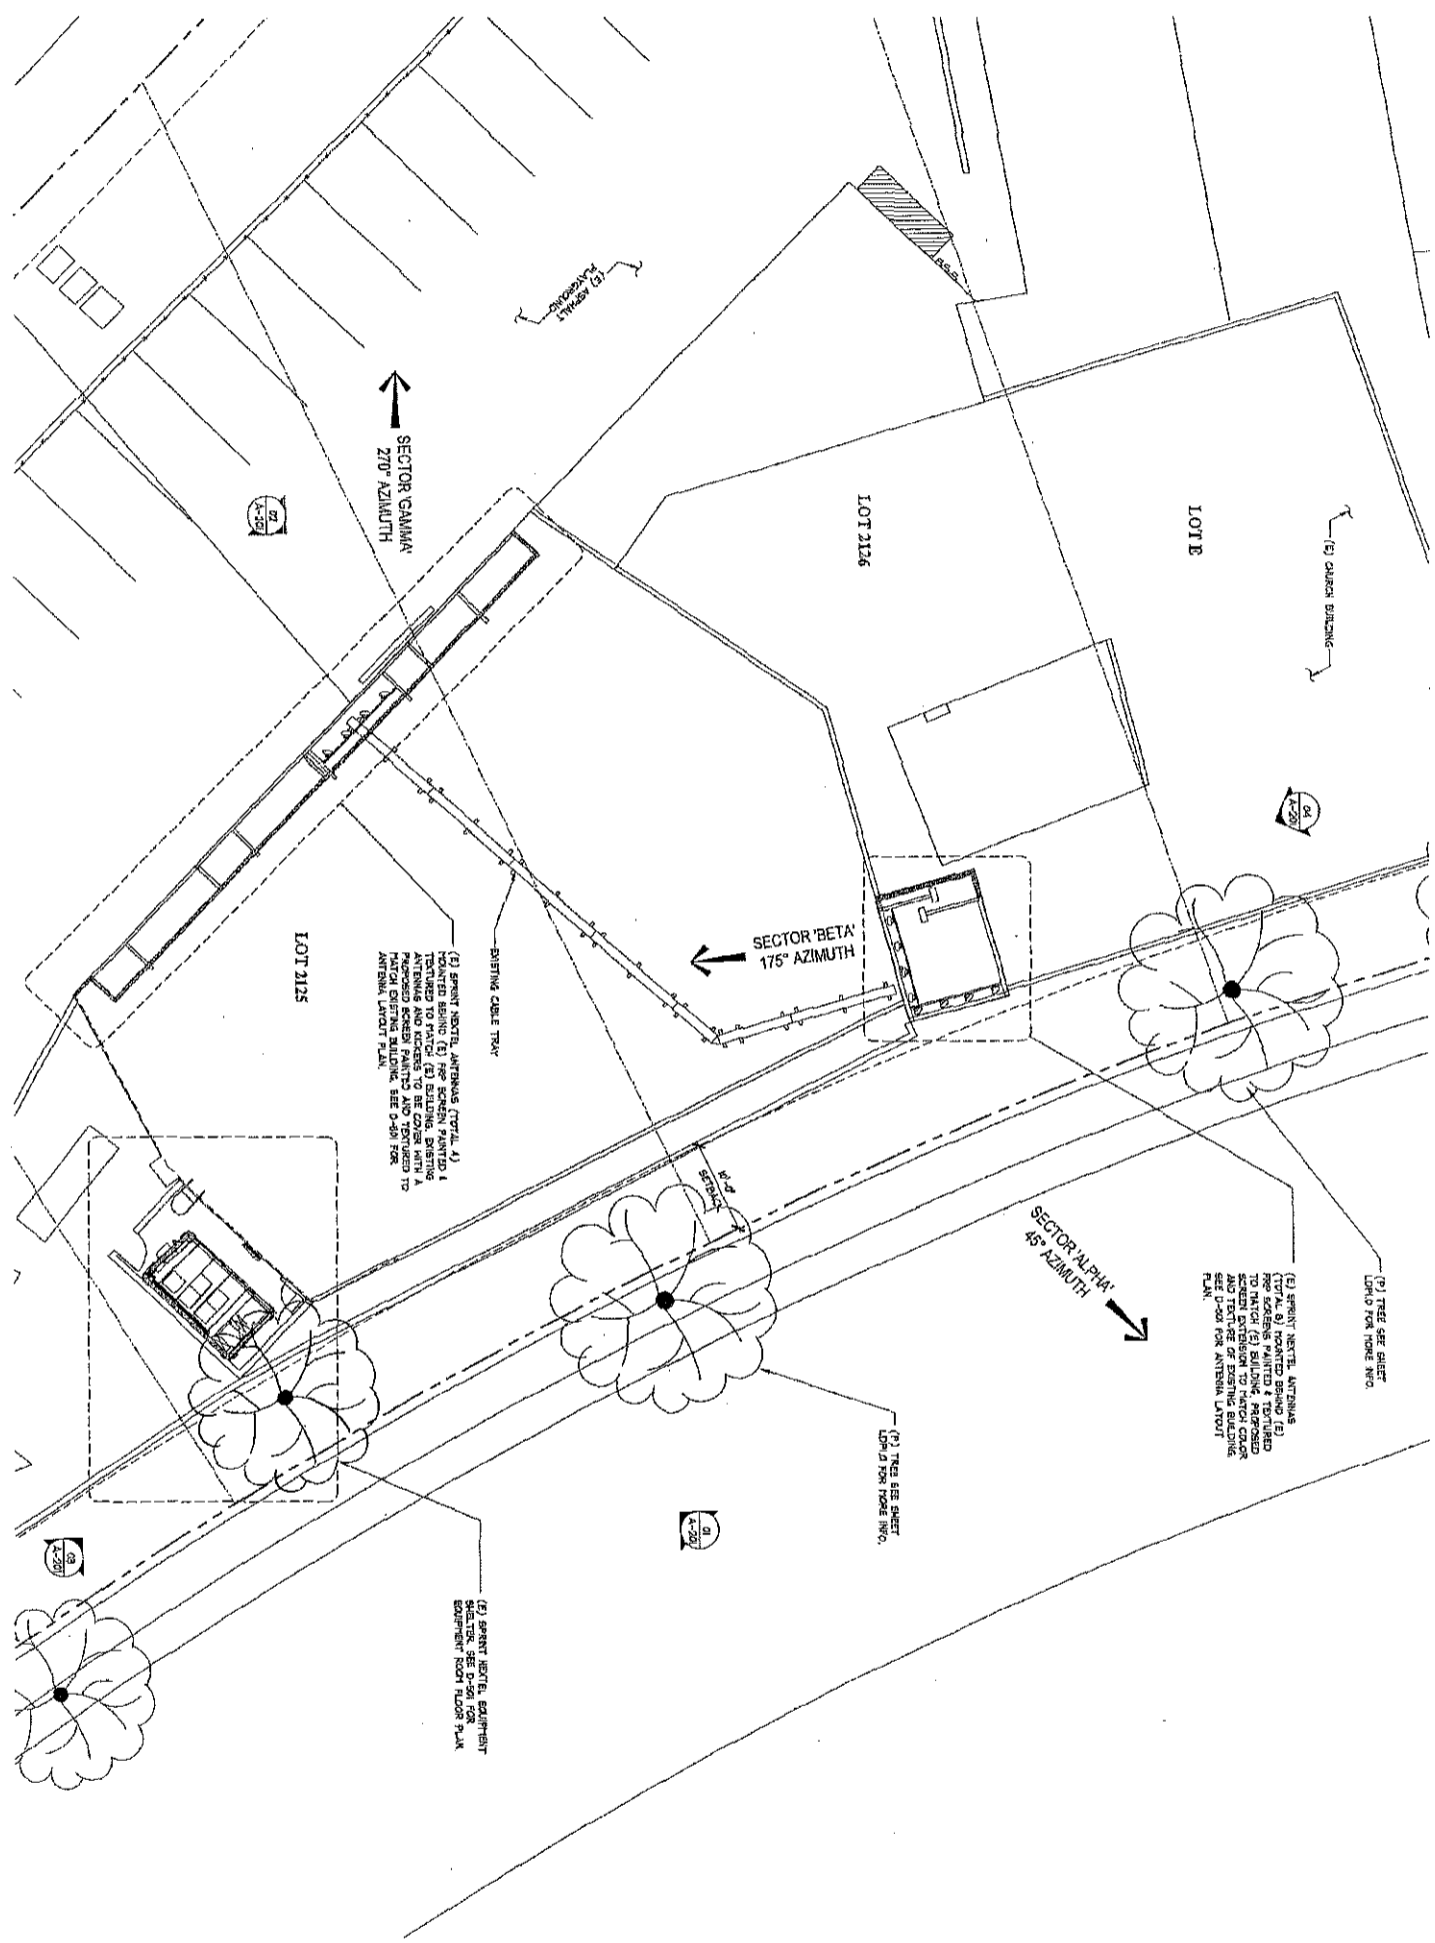 (E) ASPHALT
PLAYGROUND
B.S.B.
SECTOR 'GAMMA'
270° AZIMUTH
02
A-201
LOT 2126
LOT E
(E) CHURCH BUILDING
04
A-201
SECTOR 'BETA'
175° AZIMUTH
LOT 2125
EXISTING CABLE TRAY
(E) SPRINT NEXTEL ANTENNAS (TOTAL 4)
MOUNTED BEHIND (E) FRP SCREEN PAINTED &
TEXTURED TO MATCH (E) BUILDING. EXISTING
ANTENNAS AND KICKERS TO BE COVER WITH A
PROPOSED SCREEN PAINTED AND TEXTURED TO
MATCH EXISTING BUILDING. SEE D-501 FOR
ANTENNA LAYOUT PLAN.
10'-0"
SETBACK
SECTOR 'ALPHA'
45° AZIMUTH
(E) SPRINT NEXTEL ANTENNAS
(TOTAL 8) MOUNTED BEHIND (E)
FRP SCREENS PAINTED & TEXTURED
TO MATCH (E) BUILDING. PROPOSED
SCREEN EXTENSION TO MATCH COLOR
AND TEXTURE OF EXISTING BUILDING.
SEE D-501 FOR ANTENNA LAYOUT
PLAN.
(P) TREE SEE SHEET
LDP1.0 FOR MORE INFO.
(P) TREE SEE SHEET
LDP1.0 FOR MORE INFO.
01
A-201
03
A-201
(E) SPRINT NEXTEL EQUIPMENT
SHELTER. SEE D-501 FOR
EQUIPMENT ROOM FLOOR PLAN.